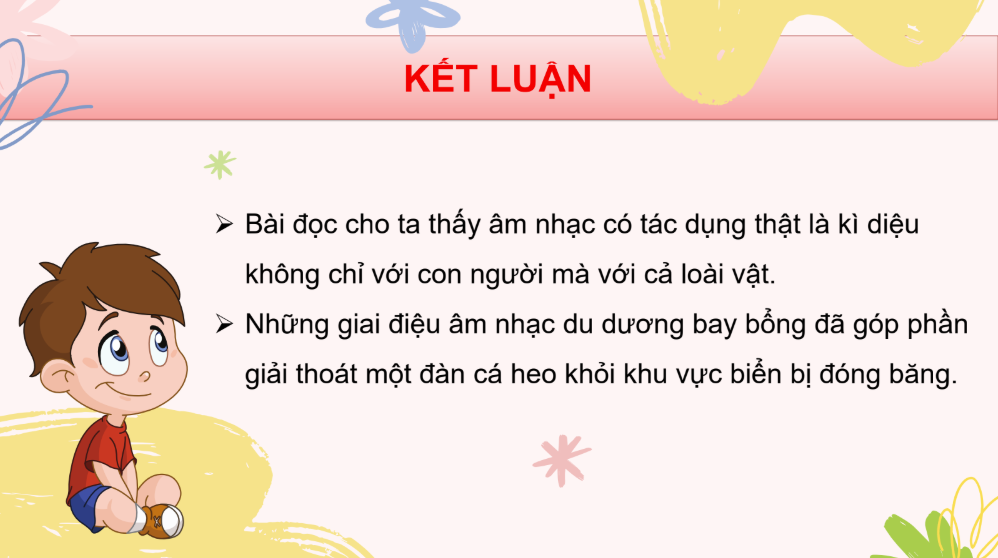 KẾT LUẬN
➢ Bài đọc cho ta thấy âm nhạc có tác dụng thật là kì diệu
không chỉ với con người mà với cả loài vật.
➢ Những giai điệu âm nhạc du dương bay bổng đã góp phần
giải thoát một đàn cá heo khỏi khu vực biển bị đóng băng.